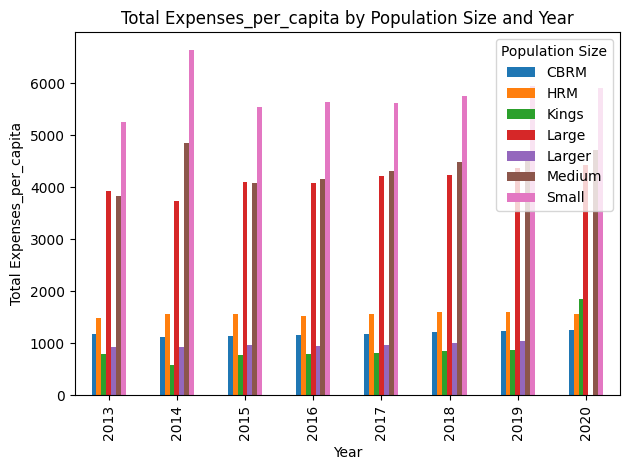 Total Expenses_per_capita by Population Size and Year
Total Expenses_per_capita
6000
5000
4000
3000
2000
1000
0
Population Size
CBRM
HRM
Kings
Large
Larger
Medium
Small
2013
2014
2015
2016
2017
2018
2019
2020
Year